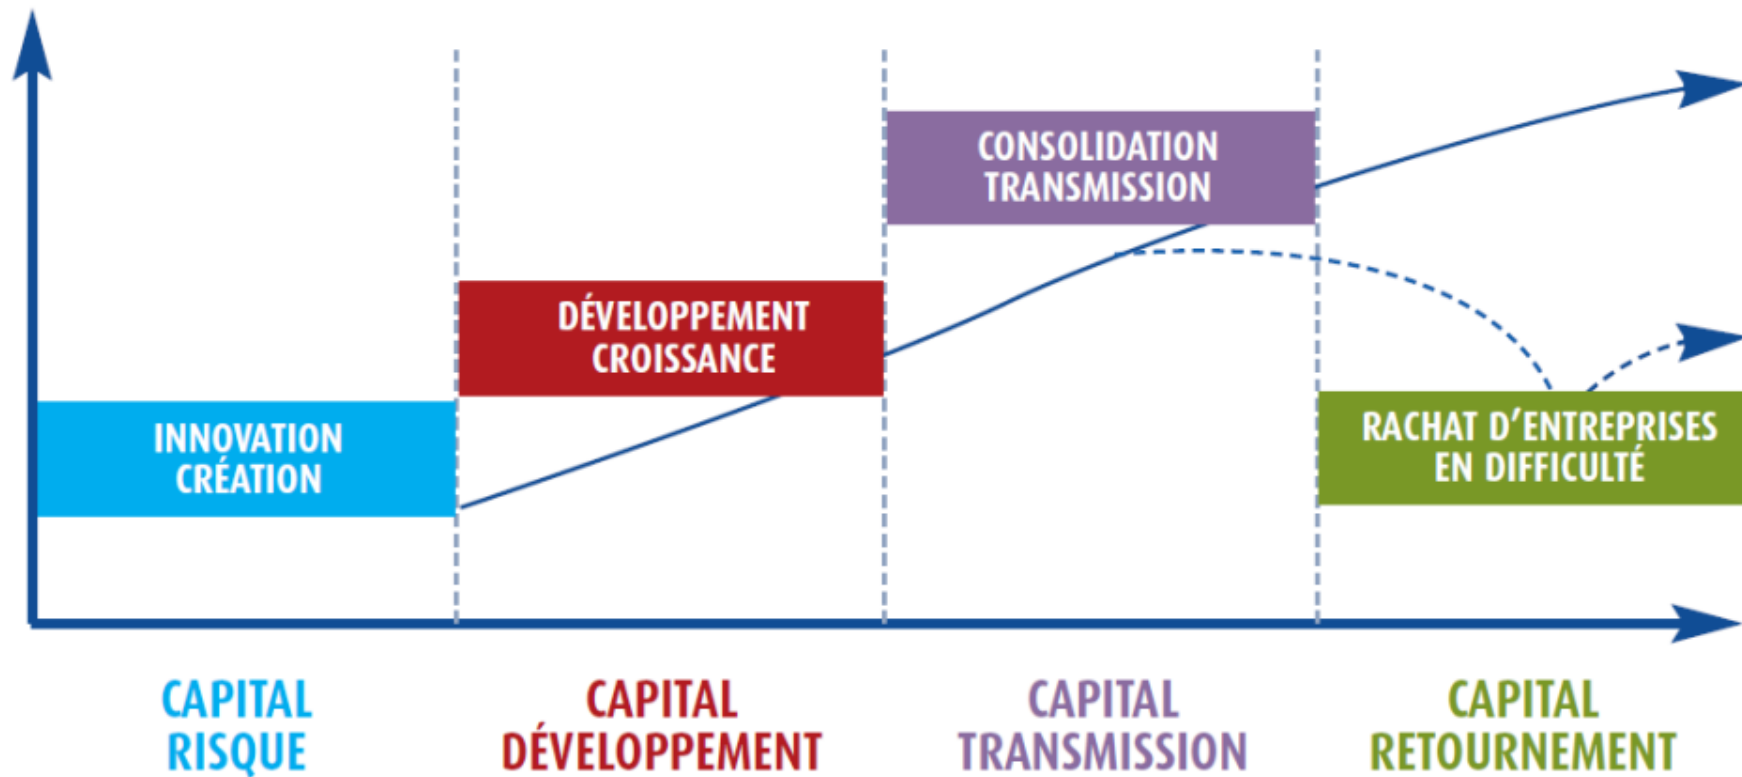 CONSOLIDATION
TRANSMISSION
DÉVELOPPEMENT
CROISSANCE
INNOVATION
CRÉATION
RACHAT D'ENTREPRISES
EN DIFFICULTÉ
CAPITAL
RISQUE
CAPITAL
DÉVELOPPEMENT
CAPITAL
TRANSMISSION
CAPITAL
RETOURNEMENT